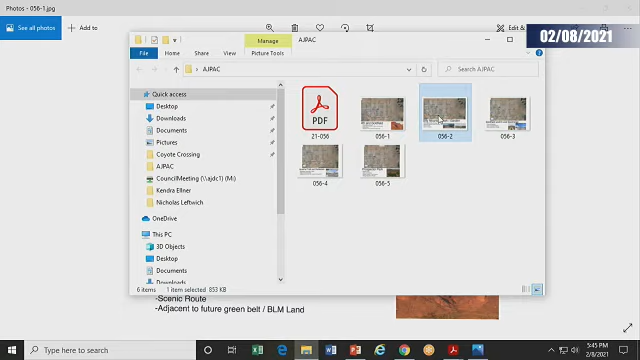 Photos - 056-1.jpg
See all photos
Add to
Edit &
02/08/2021
Manage
AJPAC
File
Home
Share
View
Picture Tools
AJPAC
Search AJPAC
Quick access
Desktop
Downloads
Documents
Pictures
Coyote Crossing
AJPAC
CouncilMeeting (\\ajdc1) (M:)
Kendra Ellner
Nicholas Leftwich
OneDrive
This PC
3D Objects
Desktop
Documents
Downloads
PDF
21-056
056-1
056-2
056-3
056-4
056-5
6 items
1 item selected 853 KB
-Scenic Route
-Adjacent to future green belt / BLM Land
Type here to search
5:45 PM
2/8/2021